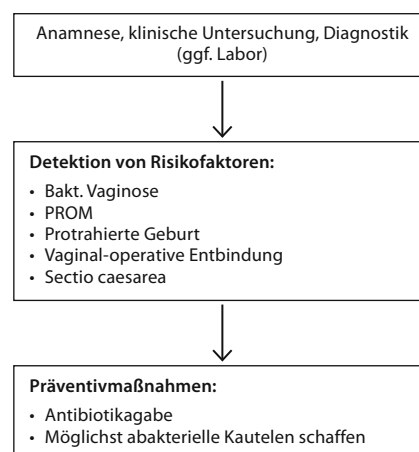 Anamnese, klinische Untersuchung, Diagnostik
(ggf. Labor)
Detektion von Risikofaktoren:
• Bakt. Vaginose
• PROM
• Protrahierte Geburt
• Vaginal-operative Entbindung
• Sectio caesarea
Präventivmaßnahmen:
• Antibiotikagabe
• Möglichst abakterielle Kautelen schaffen